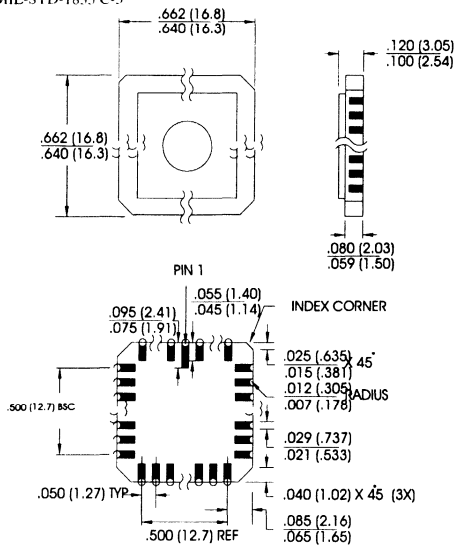 .662 (16.8)
.640 (16.3)
.120 (3.05)
.100 (2.54)
.662 (16.8)
.640 (16.3)
.080 (2.03)
.059 (1.50)
PIN 1
.055 (1.40)
.045 (1.14)
INDEX CORNER
.095 (2.41)
.075 (1.91)
.025 (.635)
.015 (.381)
X 45°
.012 (.305)
.007 (.178)
RADIUS
.500 (12.7) BSC
.029 (.737)
.021 (.533)
.050 (1.27) TYP
.040 (1.02) X 45° (3X)
.500 (12.7) REF
.085 (2.16)
.065 (1.65)